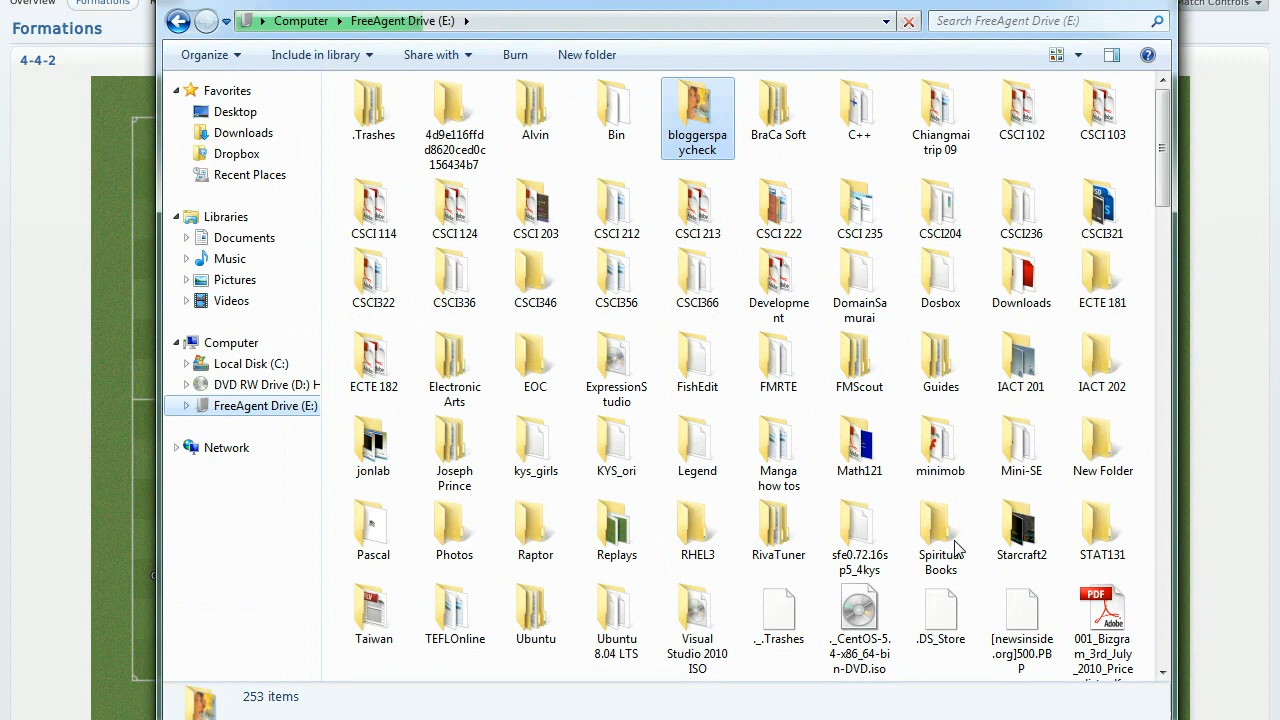 Overview Formations
Match Controls
Formations
4-4-2
Computer FreeAgent Drive (E:)
Search FreeAgent Drive (E:)
Organize Include in library Share with Burn New folder
Favorites
Desktop
Downloads
Dropbox
Recent Places
Libraries
Documents
Music
Pictures
Videos
Computer
Local Disk (C:)
DVD RW Drive (D:) H
FreeAgent Drive (E:)
Network
.Trashes
4d9e116ffd
d8620ced0c
156434b7
Alvin
Bin
bloggerspa
ycheck
BraCa Soft
C++
Chiangmai
trip 09
CSCI 102
CSCI 103
CSCI 114
CSCI 124
CSCI 203
CSCI 212
CSCI 213
CSCI 222
CSCI 235
CSCI204
CSCI236
CSCI321
CSCI322
CSCI336
CSCI346
CSCI356
CSCI366
Developme
nt
DomainSa
murai
Dosbox
Downloads
ECTE 181
ECTE 182
Electronic
Arts
EOC
ExpressionS
tudio
FishEdit
FMRTE
FMScout
Guides
IACT 201
IACT 202
jonlab
Joseph
Prince
kys_girls
KYS_ori
Legend
Manga
how tos
Math121
minimob
Mini-SE
New Folder
Pascal
Photos
Raptor
Replays
RHEL3
RivaTuner
sfe0.72.16s
p5_4kys
Spiritual
Books
Starcraft2
STAT131
Taiwan
TEFLOnline
Ubuntu
Ubuntu
8.04 LTS
Visual
Studio 2010
ISO
._.Trashes
._CentOS-5.
4-x86_64-bi
n-DVD.iso
.DS_Store
[newsinside
.org]500.PB
P
PDF
Adobe
001_Bizgra
m_3rd_July
_2010_Price
253 items